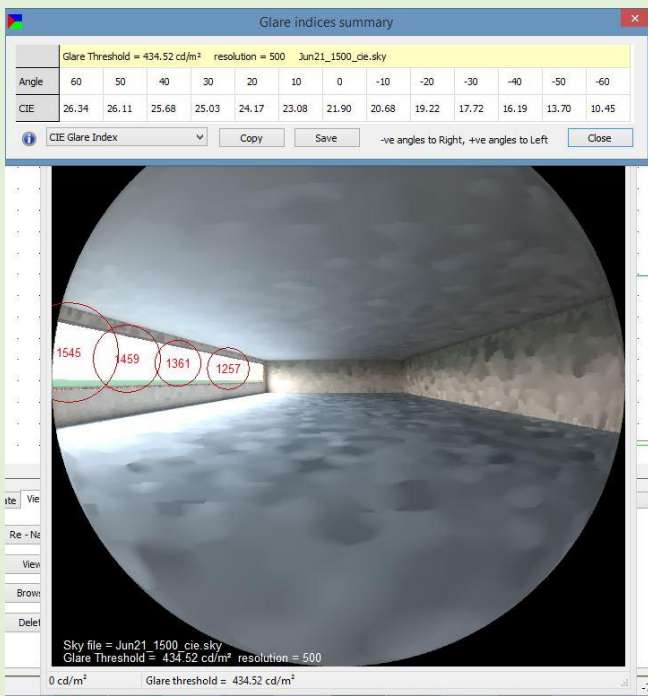 Glare indices summary
Glare Threshold = 434.52 cd/m² resolution = 500 Jun21_1500_cie.sky
Angle 60 50 40 30 20 10 0 -10 -20 -30 -40 -50 -60
CIE 26.34 26.11 25.68 25.03 24.17 23.08 21.90 20.68 19.22 17.72 16.19 13.70 10.45
CIE Glare Index Copy Save -ve angles to Right, +ve angles to Left Close
1545 1459 1361 1257
Vie
Re - Na
View
Brows
Delet
Sky file = Jun21_1500_cie.sky
Glare Threshold = 434.52 cd/m² resolution = 500
0 cd/m² Glare threshold = 434.52 cd/m²